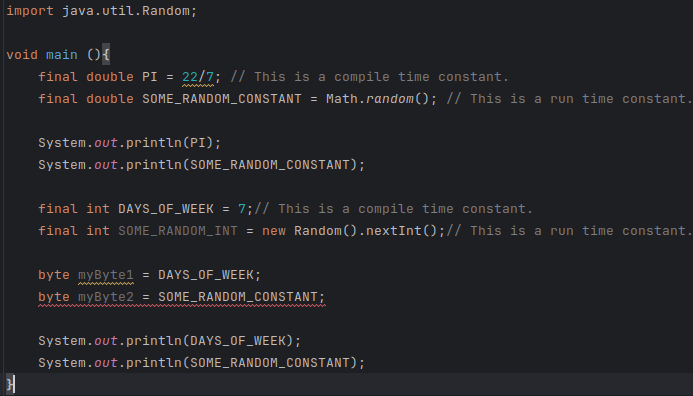 import java.util.Random;
void main (){
final double PI = 22/7; // This is a compile time constant.
final double SOME_RANDOM_CONSTANT = Math.random(); // This is a run time constant.
System.out.println(PI);
System.out.println(SOME_RANDOM_CONSTANT);
final int DAYS_OF_WEEK = 7;// This is a compile time constant.
final int SOME_RANDOM_INT = new Random().nextInt();// This is a run time constant.
byte myByte1 = DAYS_OF_WEEK;
byte myByte2 = SOME_RANDOM_CONSTANT;
System.out.println(DAYS_OF_WEEK);
System.out.println(SOME_RANDOM_CONSTANT);
}